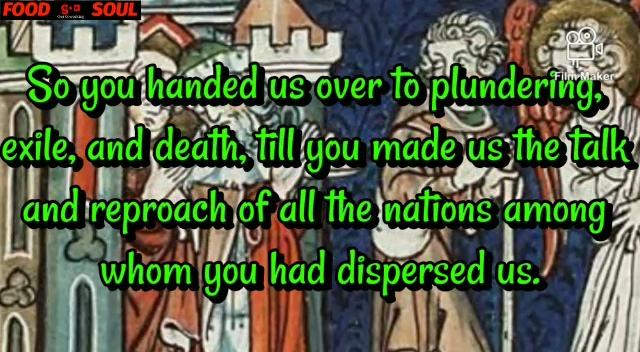 FOOD SOUL
Film Maker
So you handed us over to plundering,
exile, and death, till you made us the talk
and reproach of all the nations among
whom you had dispersed us.